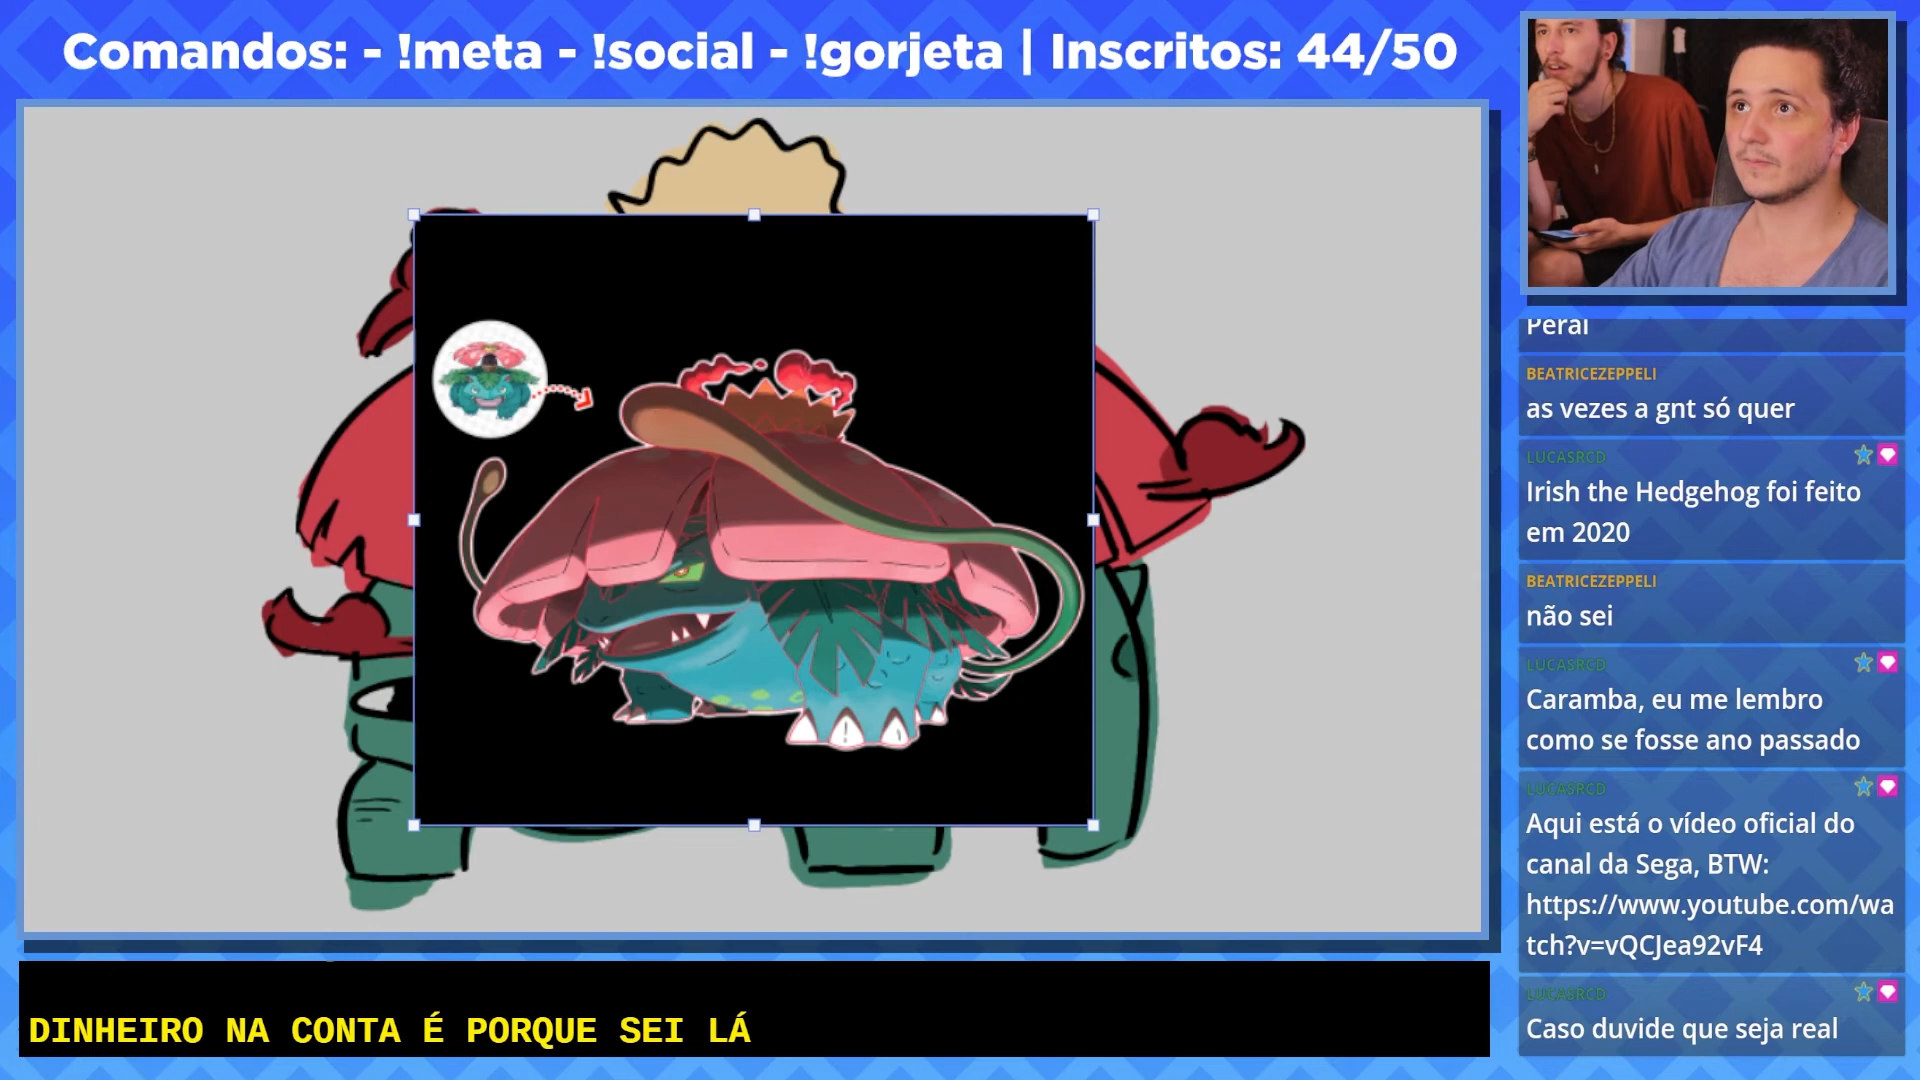 Comandos: - !meta - !social - !gorjeta | Inscritos: 44/50
Peraí
BEATRICEZEPPELI
as vezes a gnt só quer
LUCASRCD
Irish the Hedgehog foi feito
em 2020
BEATRICEZEPPELI
não sei
LUCASRCD
Caramba, eu me lembro
como se fosse ano passado
LUCASRCD
Aqui está o vídeo oficial do
canal da Sega, BTW:
https://www.youtube.com/wa
tch?v=vQCJea92vF4
LUCASRCD
Caso duvide que seja real
DINHEIRO NA CONTA É PORQUE SEI LÁ